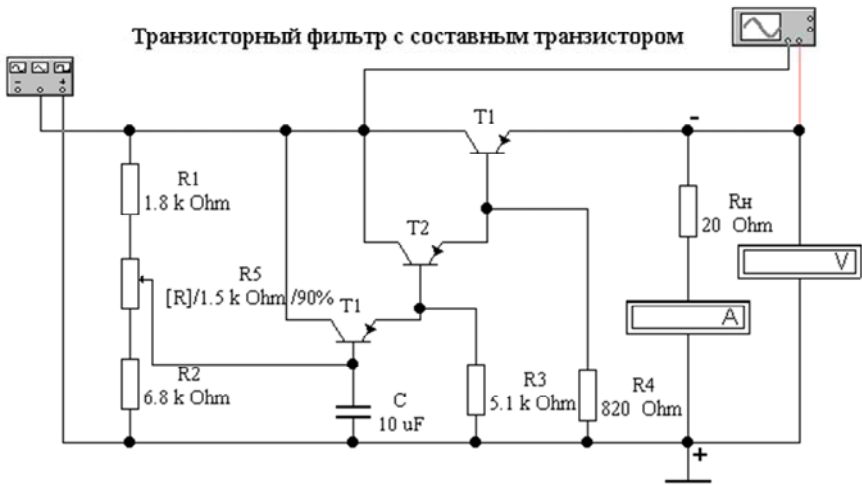 Транзисторный фильтр с составным транзистором
- +
T1
-
R1
1.8 k Ohm
Rн
20 Ohm
T2
V
R5
[R]/1.5 k Ohm /90%
T1
A
R2
6.8 k Ohm
C
10 uF
R3
5.1 k Ohm
R4
820 Ohm
+